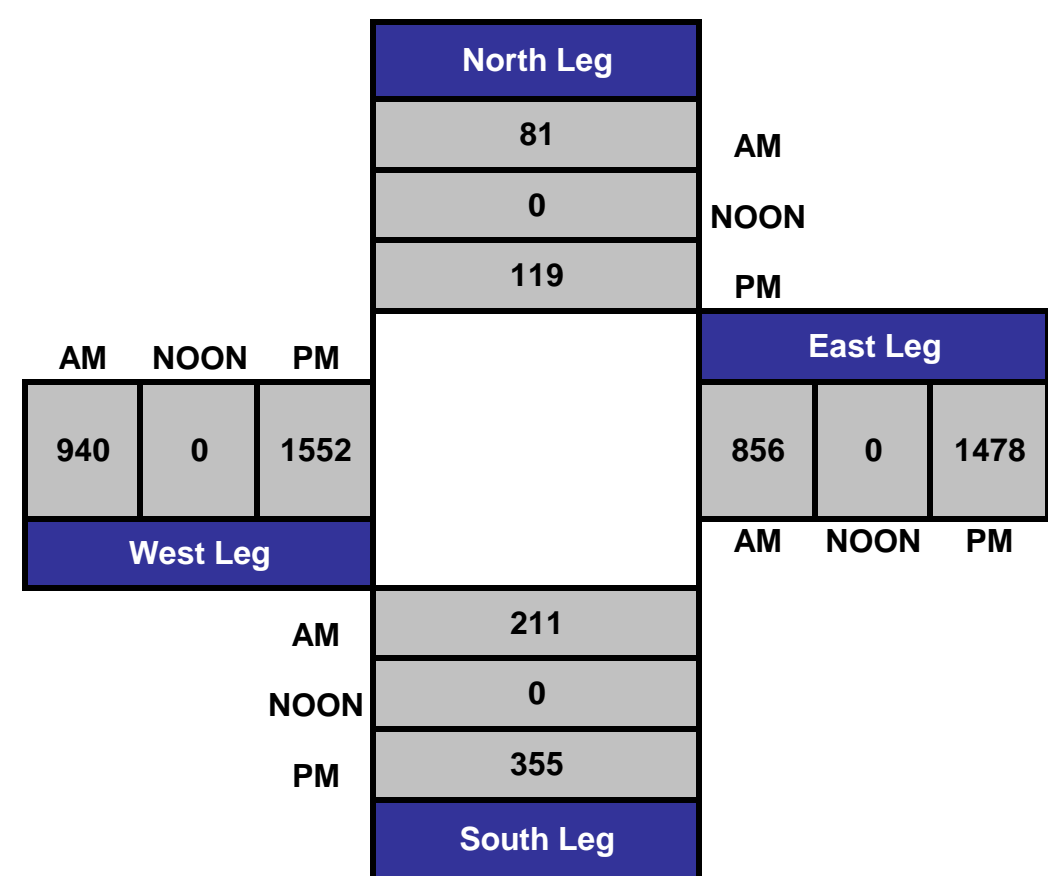 North Leg
81
AM
0
NOON
119
PM
East Leg
AM NOON PM
940 0 1552
856 0 1478
West Leg
AM NOON PM
AM
211
NOON
0
PM
355
South Leg